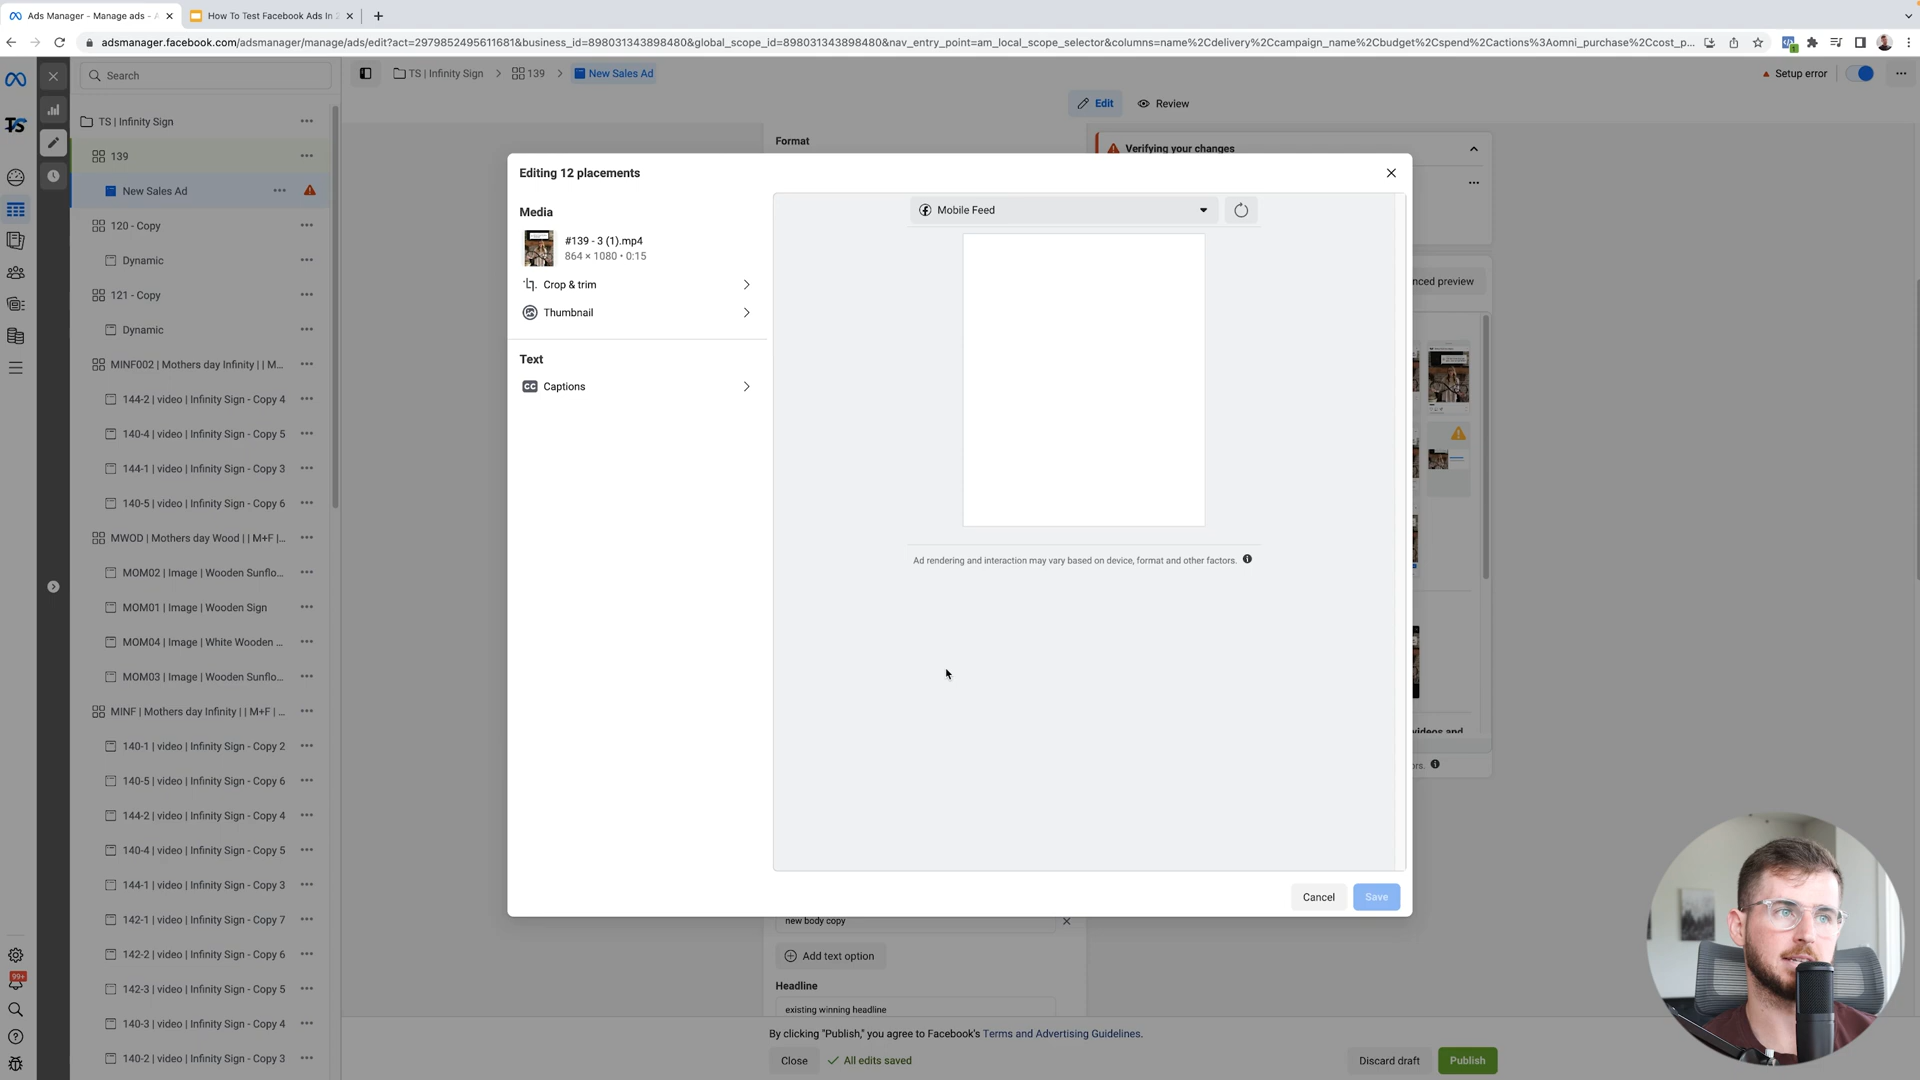 Ads Manager - Manage ads - A
How To Test Facebook Ads In 2
adsmanager.facebook.com/adsmanager/manage/ads/edit?act=2979852495611681&business_id=898031343898480&global_scope_id=898031343898480&nav_entry_point=am_local_scope_selector&columns=name%2Cdelivery%2Ccampaign_name%2Cbudget%2Cspend%2Cactions%3Aomni_purchase%2Ccost_p...
Search
TS | Infinity Sign
139
New Sales Ad
Setup error
Edit
Review
TS | Infinity Sign
139
New Sales Ad
120 - Copy
Dynamic
121 - Copy
Dynamic
MINF002 | Mothers day Infinity | | M...
144-2 | video | Infinity Sign - Copy 4
140-4 | video | Infinity Sign - Copy 5
144-1 | video | Infinity Sign - Copy 3
140-5 | video | Infinity Sign - Copy 6
MWOD | Mothers day Wood | | M+F |...
MOM02 | Image | Wooden Sunflo...
MOM01 | Image | Wooden Sign
MOM04 | Image | White Wooden ...
MOM03 | Image | Wooden Sunflo...
MINF | Mothers day Infinity | | M+F | ...
140-1 | video | Infinity Sign - Copy 2
140-5 | video | Infinity Sign - Copy 6
144-2 | video | Infinity Sign - Copy 4
140-4 | video | Infinity Sign - Copy 5
144-1 | video | Infinity Sign - Copy 3
142-1 | video | Infinity Sign - Copy 7
142-2 | video | Infinity Sign - Copy 6
142-3 | video | Infinity Sign - Copy 5
140-3 | video | Infinity Sign - Copy 4
140-2 | video | Infinity Sign - Copy 3
TS
99+
Format
Verifying your changes
Editing 12 placements
Media
#139 - 3 (1).mp4
864 × 1080 • 0:15
Crop & trim
Thumbnail
Text
CC Captions
Mobile Feed
Ad rendering and interaction may vary based on device, format and other factors.
Cancel
Save
nced preview
videos and
ors.
new body copy
Add text option
Headline
existing winning headline
By clicking "Publish," you agree to Facebook's Terms and Advertising Guidelines.
Close
All edits saved
Discard draft
Publish